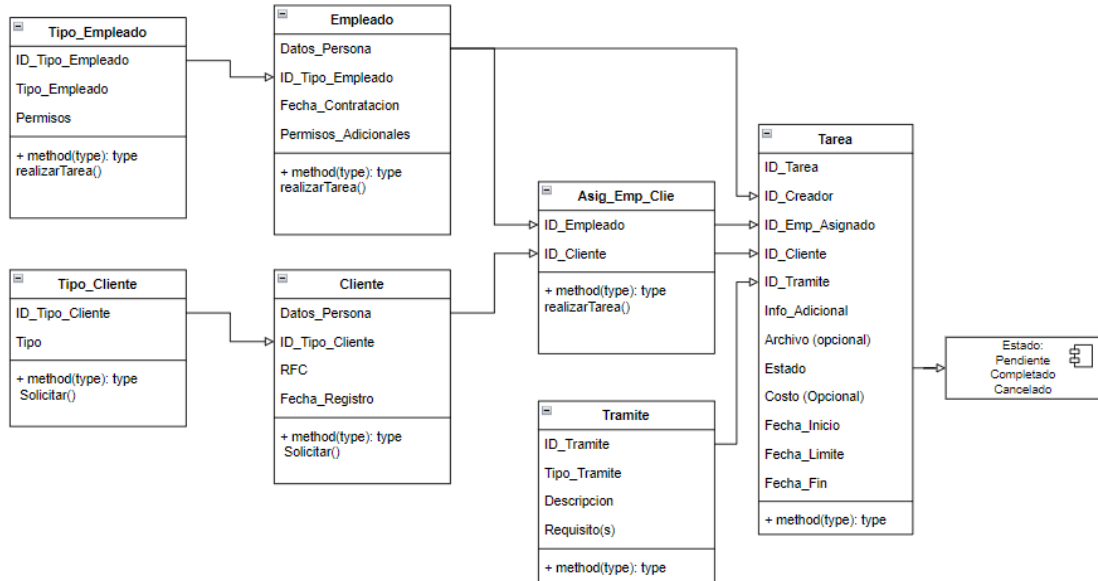 Tipo_Empleado
ID_Tipo_Empleado
Tipo_Empleado
Permisos
+ method(type): type
realizarTarea()
Empleado
Datos_Persona
ID_Tipo_Empleado
Fecha_Contratacion
Permisos_Adicionales
+ method(type): type
realizarTarea()
Tipo_Cliente
ID_Tipo_Cliente
Tipo
+ method(type): type
Solicitar()
Cliente
Datos_Persona
ID_Tipo_Cliente
RFC
Fecha_Registro
+ method(type): type
Solicitar()
Asig_Emp_Clie
ID_Empleado
ID_Cliente
+ method(type): type
realizarTarea()
Tramite
ID_Tramite
Tipo_Tramite
Descripcion
Requisito(s)
+ method(type): type
Tarea
ID_Tarea
ID_Creador
ID_Emp_Asignado
ID_Cliente
ID_Tramite
Info_Adicional
Archivo (opcional)
Estado
Costo (Opcional)
Fecha_Inicio
Fecha_Limite
Fecha_Fin
+ method(type): type
Estado:
Pendiente
Completado
Cancelado